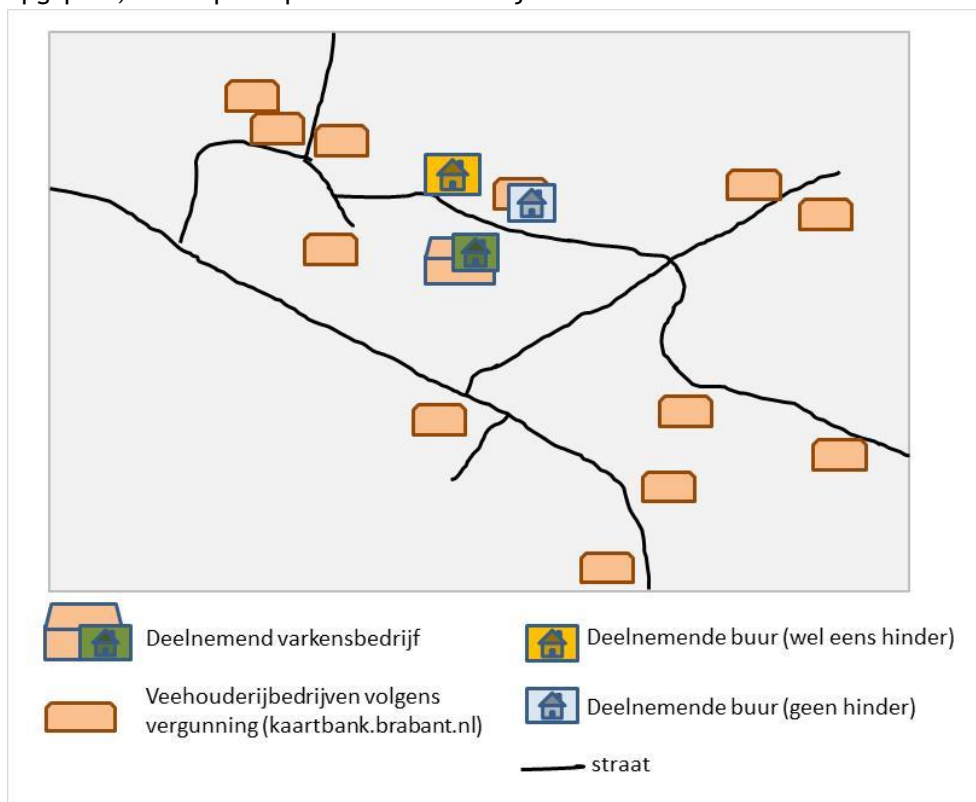 Deelnemend varkensbedrijf
Veehouderijbedrijven volgens
vergunning (kaartbank.brabant.nl)
Deelnemende buur (wel eens hinder)
Deelnemende buur (geen hinder)
straat